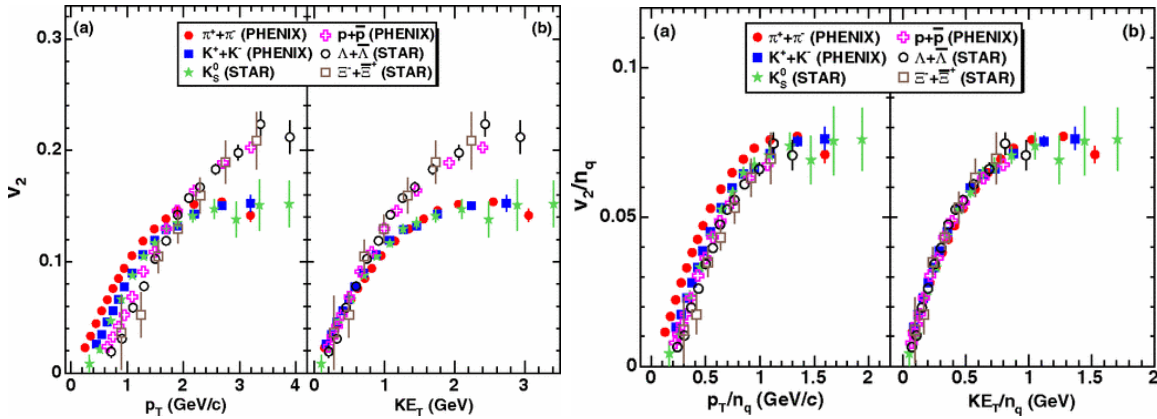 (a)
π⁺+π⁻ (PHENIX)
K⁺+K⁻ (PHENIX)
K⁰S (STAR)
p+p̅ (PHENIX)
Λ+Λ̅ (STAR)
Ξ⁻+Ξ̅⁺ (STAR)
(b)
0.3
0.2
0.1
0
v₂
0 1 2 3 4
pT (GeV/c)
0 1 2 3
KET (GeV)
(a)
π⁺+π⁻ (PHENIX)
K⁺+K⁻ (PHENIX)
K⁰S (STAR)
p+p̅ (PHENIX)
Λ+Λ̅ (STAR)
Ξ⁻+Ξ̅⁺ (STAR)
(b)
0.1
0.05
0
v₂/nq
0 0.5 1 1.5 2
pT/nq (GeV/c)
0 0.5 1 1.5 2
KET/nq (GeV)